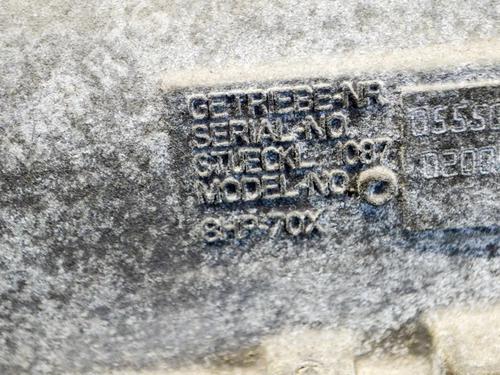 GETRIEBE-NR.
SERIAL-NO.
STUECKL. 1087
MODEL-NO.
8HP-70X